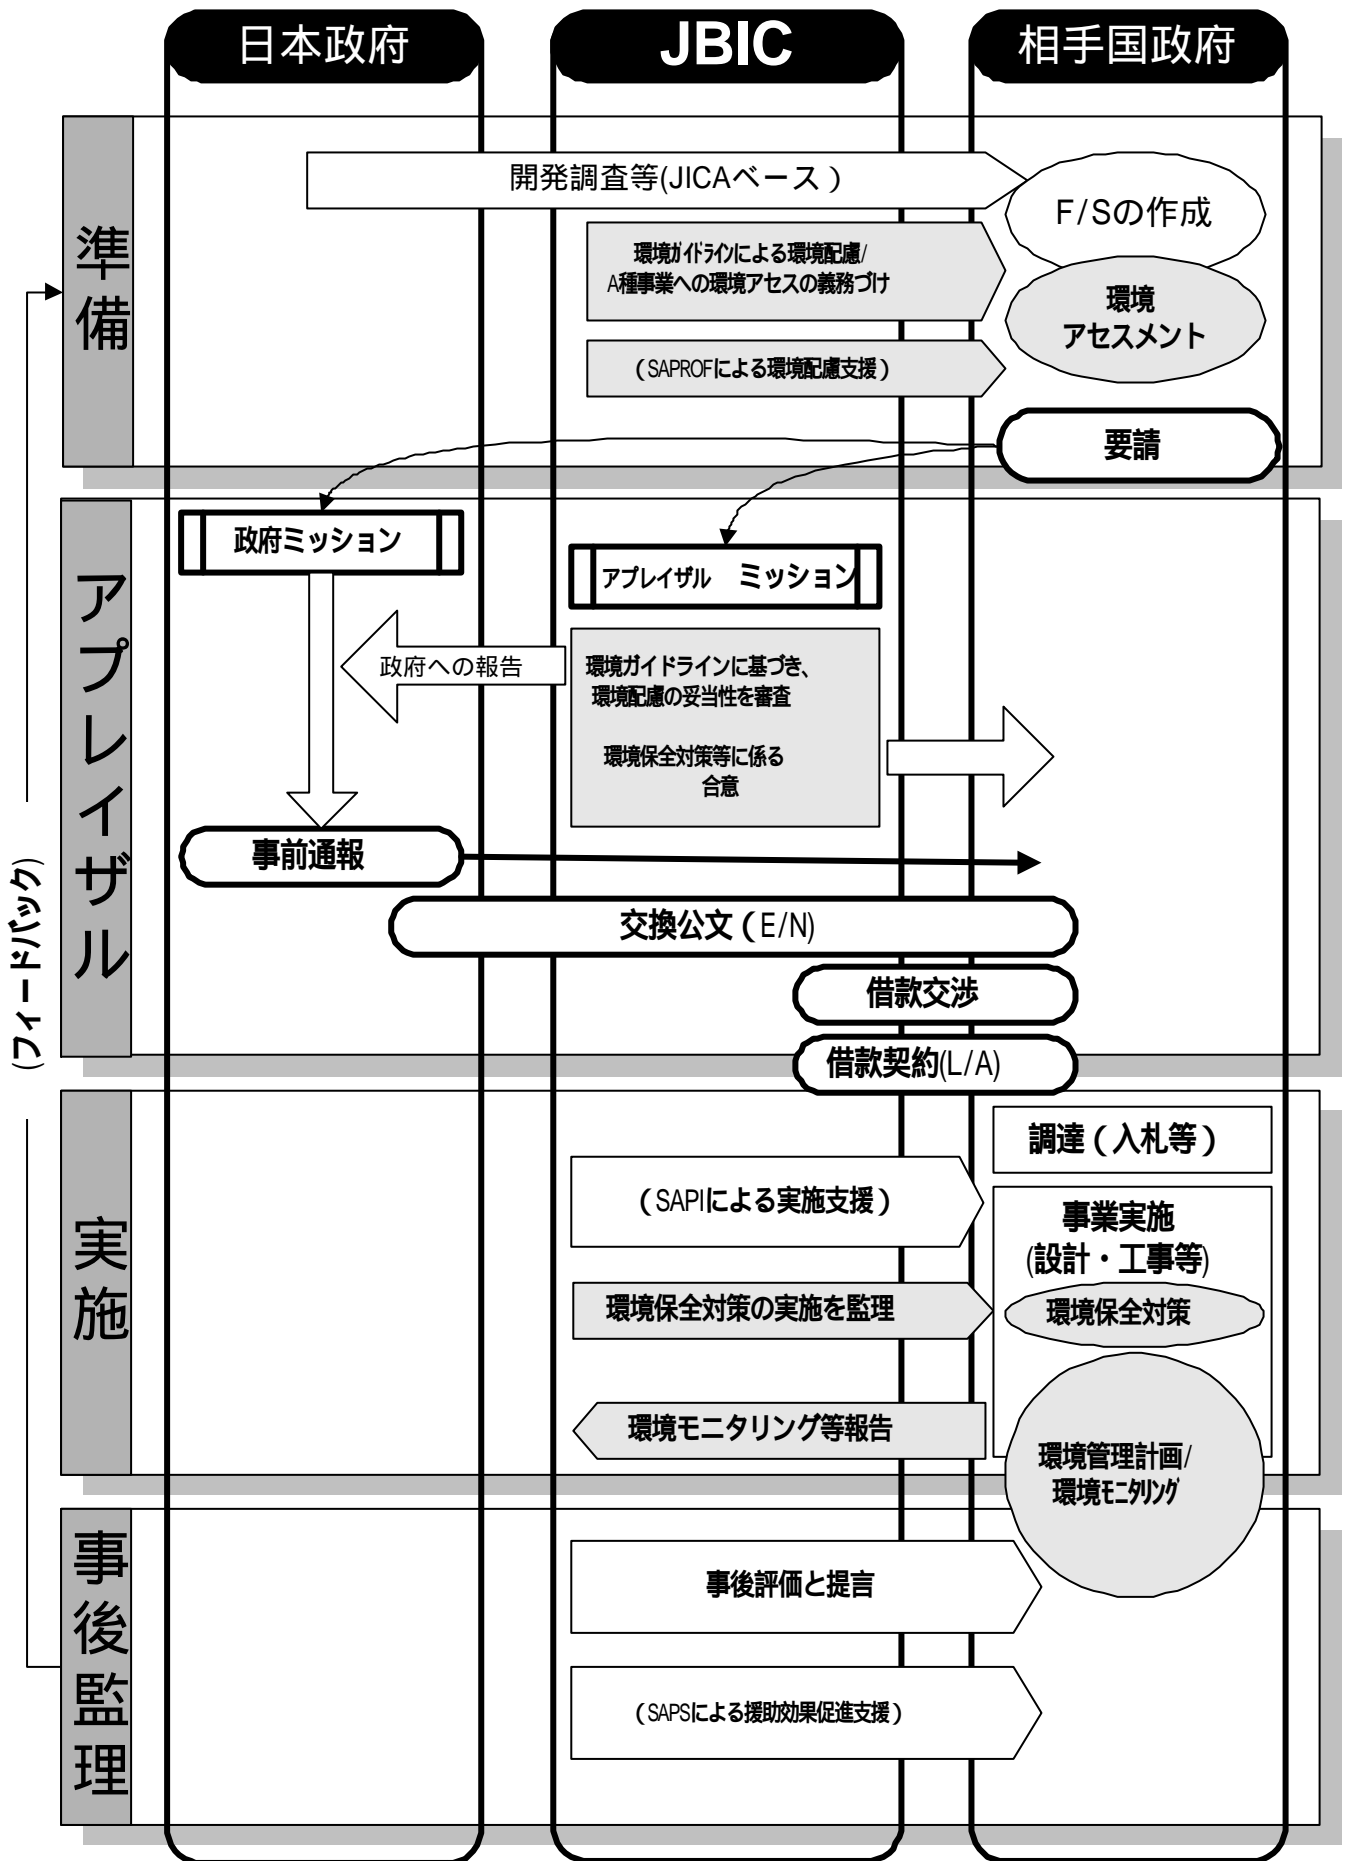 日本政府
JBIC
相手国政府
準備
開発調査等(JICAベース）
F/Sの作成
環境ガイドラインによる環境配慮/
A種事業への環境アセスの義務づけ
環境
アセスメント
（SAPROFによる環境配慮支援）
要請
アプレイザル
政府ミッション
アプレイザル　ミッション
政府への報告
環境ガイドラインに基づき、
環境配慮の妥当性を審査
環境保全対策等に係る
合意
事前通報
交換公文（E/N)
借款交渉
借款契約(L/A)
(フィードバック)
実施
調達（入札等）
（SAPIによる実施支援）
事業実施
(設計・工事等)
環境保全対策の実施を監理
環境保全対策
環境モニタリング等報告
環境管理計画/
環境モニタリング
事後監理
事後評価と提言
（SAPSによる援助効果促進支援）